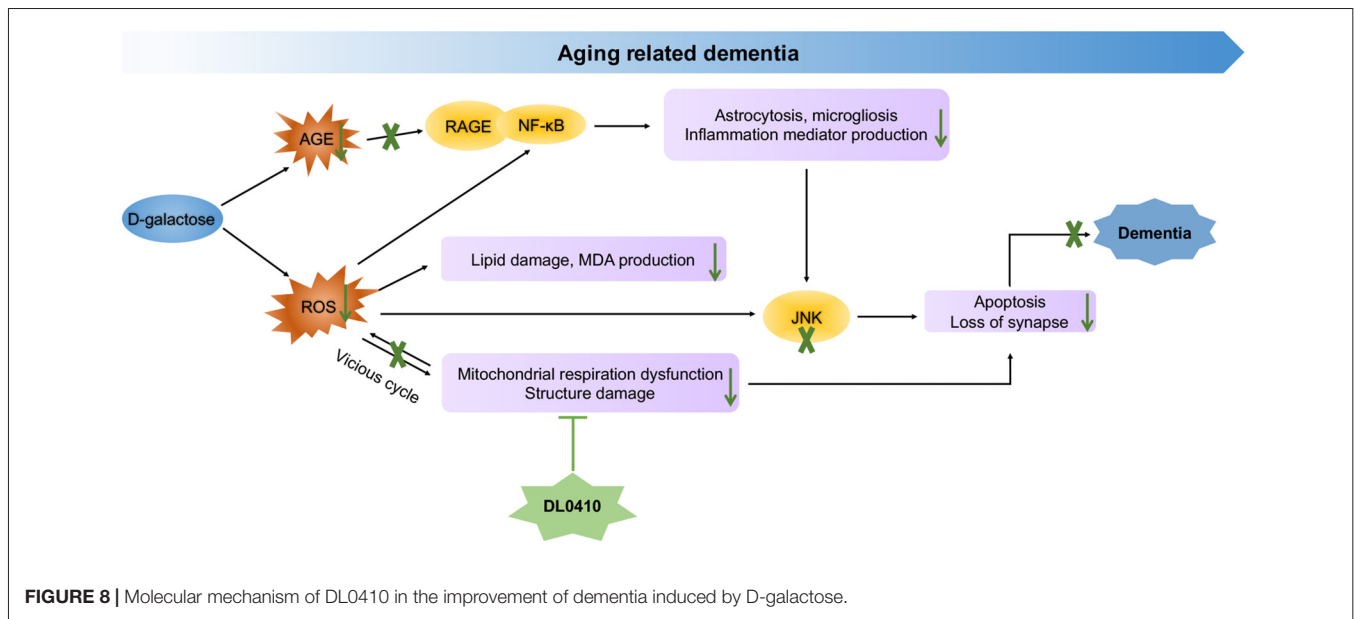 Aging related dementia
AGE
RAGE
NF-κB
Astrocytosis, microgliosis
Inflammation mediator production
D-galactose
Lipid damage, MDA production
Dementia
ROS
JNK
Apoptosis
Loss of synapse
Vicious cycle
Mitochondrial respiration dysfunction
Structure damage
DL0410
FIGURE 8 | Molecular mechanism of DL0410 in the improvement of dementia induced by D-galactose.